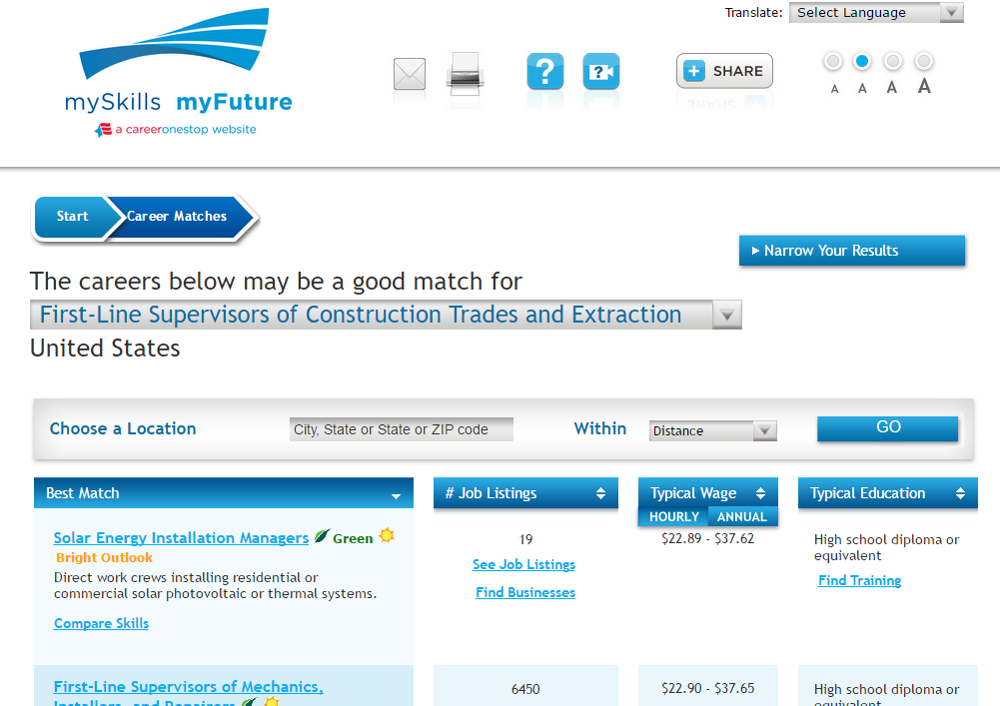 Translate: Select Language
mySkills myFuture
a careeronestop website
?
?
+ SHARE
A A A A
Start Career Matches
Narrow Your Results
The careers below may be a good match for
First-Line Supervisors of Construction Trades and Extraction
United States
Choose a Location City, State or State or ZIP code Within Distance GO
Best Match # Job Listings Typical Wage Typical Education
HOURLY ANNUAL
Solar Energy Installation Managers Green 19 $22.89 - $37.62 High school diploma or
Bright Outlook equivalent
Direct work crews installing residential or See Job Listings Find Training
commercial solar photovoltaic or thermal systems. Find Businesses
Compare Skills
First-Line Supervisors of Mechanics, 6450 $22.90 - $37.65 High school diploma or
Installers, and Repairers equivalent